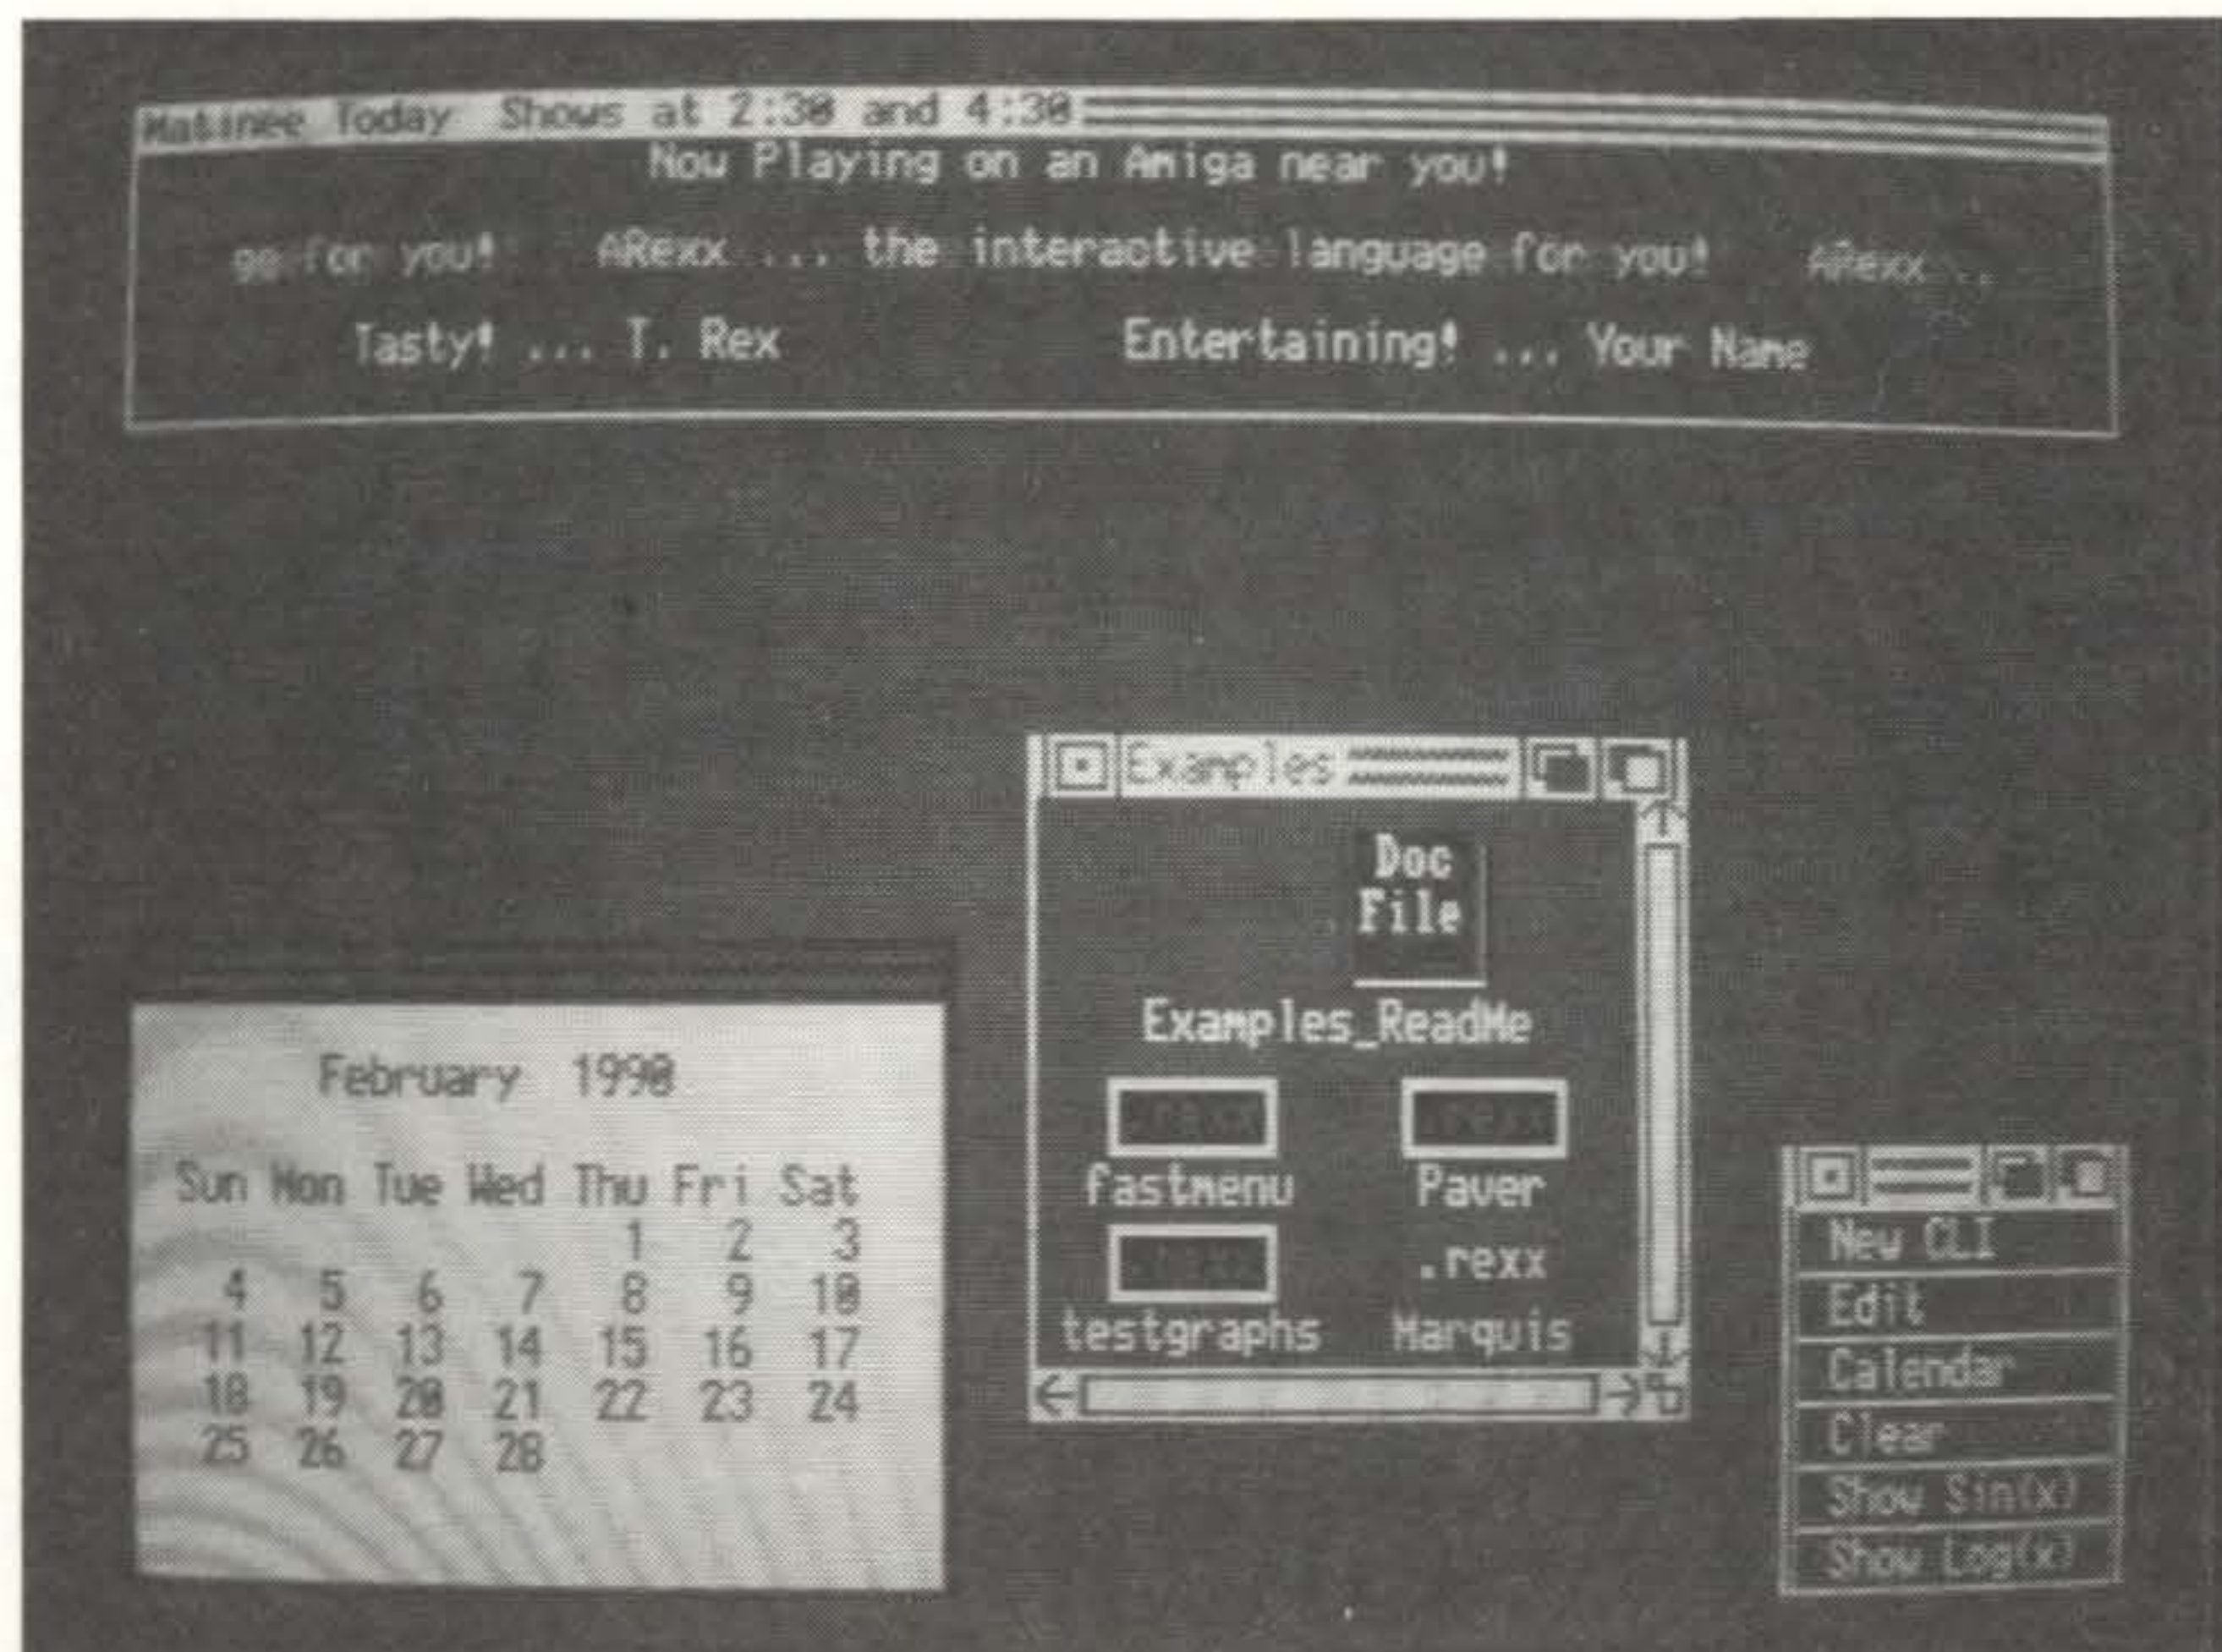 Matinee Today Shows at 2:30 and 4:30
Now Playing on an Amiga near you!
go for you! ARexx ... the interactive language for you! ARexx ..
Tasty! ... T. Rex Entertaining! ... Your Name
Examples
Doc
File
Examples_ReadMe
fastmenu Paver
.rexx
testgraphs Marquis
February 1990
Sun Mon Tue Wed Thu Fri Sat
1 2 3
4 5 6 7 8 9 10
11 12 13 14 15 16 17
18 19 20 21 22 23 24
25 26 27 28
New CLI
Edit
Calendar
Clear
Show Sin(x)
Show Log(x)